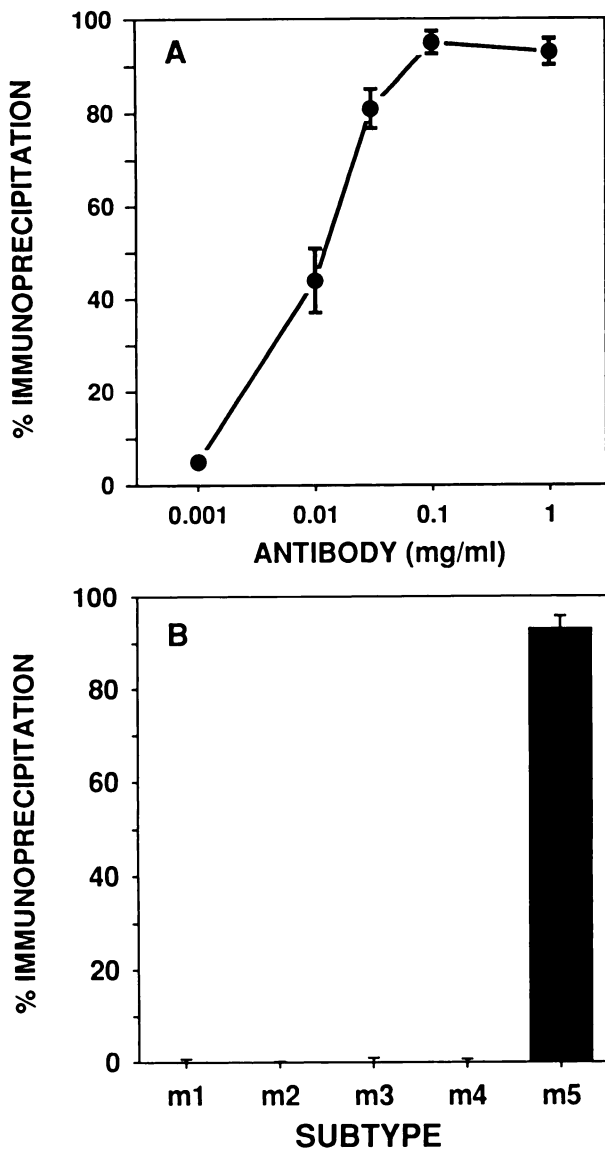 A
% IMMUNOPRECIPITATION
100
80
60
40
20
0
0.001 0.01 0.1 1
ANTIBODY (mg/ml)
B
% IMMUNOPRECIPITATION
100
80
60
40
20
0
m1 m2 m3 m4 m5
SUBTYPE